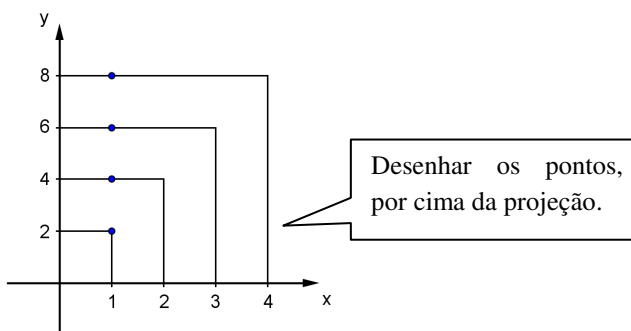 y
8
6
4
2
1 2 3 4 x
Desenhar os pontos,
por cima da projeção.